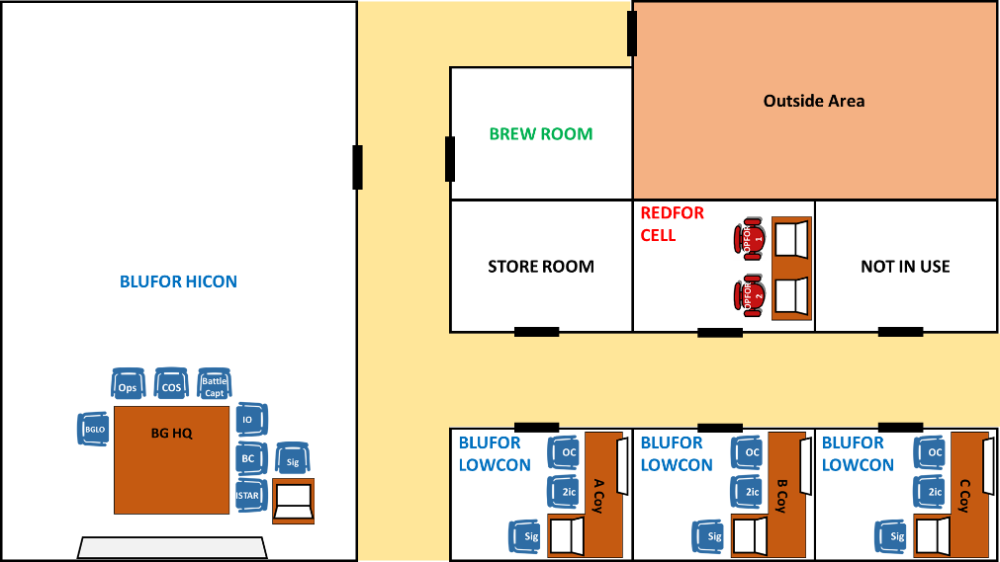 Outside Area
BREW ROOM
REDFOR
CELL
OPFOR
1
OPFOR
2
STORE ROOM
NOT IN USE
BLUFOR HICON
Ops
COS
Battle
Capt
BGLO
BG HQ
IO
BC
Sig
ISTAR
BLUFOR
LOWCON
OC
2ic
Sig
A Coy
BLUFOR
LOWCON
OC
2ic
Sig
B Coy
BLUFOR
LOWCON
OC
2ic
Sig
C Coy